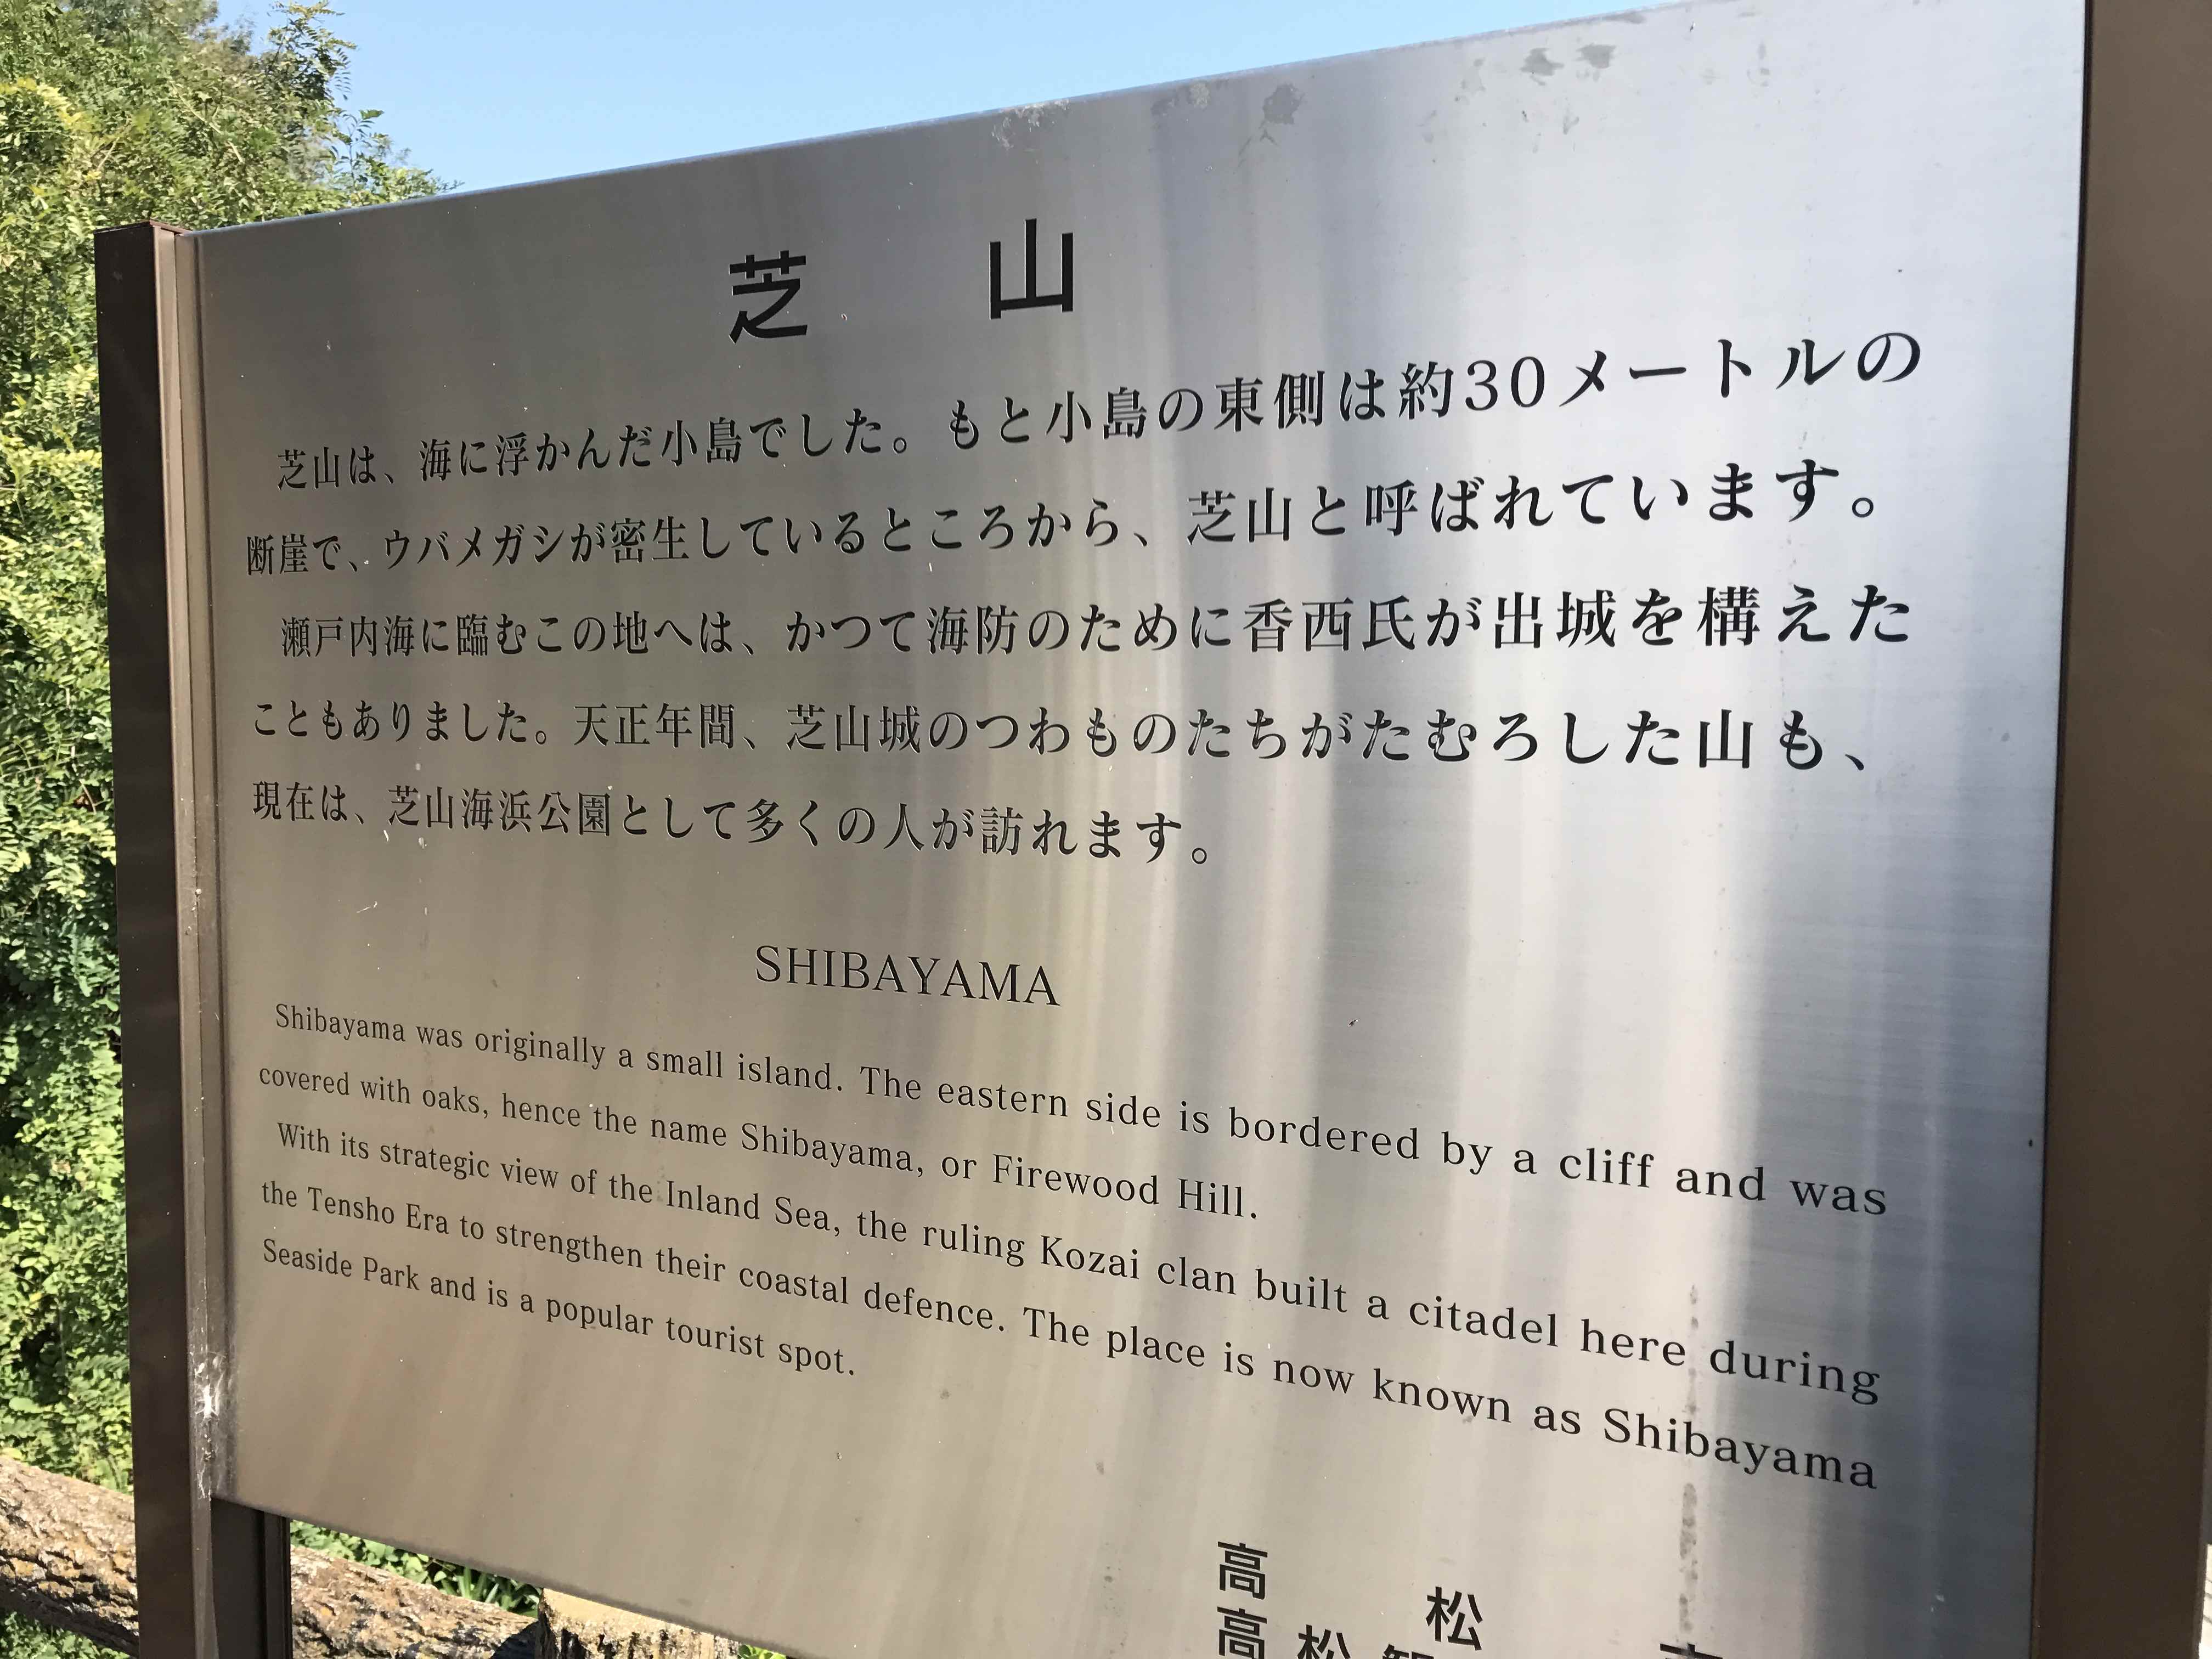 芝山
芝山は、海に浮かんだ小島でした。もと小島の東側は約30メートルの
断崖で、ウバメガシが密生しているところから、芝山と呼ばれています。
瀬戸内海に臨むこの地へは、かつて海防のために香西氏が出城を構えた
こともありました。天正年間、芝山城のつわものたちがたむろした山も、
現在は、芝山海浜公園として多くの人が訪れます。
SHIBAYAMA
Shibayama was originally a small island. The eastern side is bordered by a cliff and was
covered with oaks, hence the name Shibayama, or Firewood Hill.
With its strategic view of the Inland Sea, the ruling Kozai clan built a citadel here during
the Tensho Era to strengthen their coastal defence. The place is now known as Shibayama
Seaside Park and is a popular tourist spot.
高松
高松